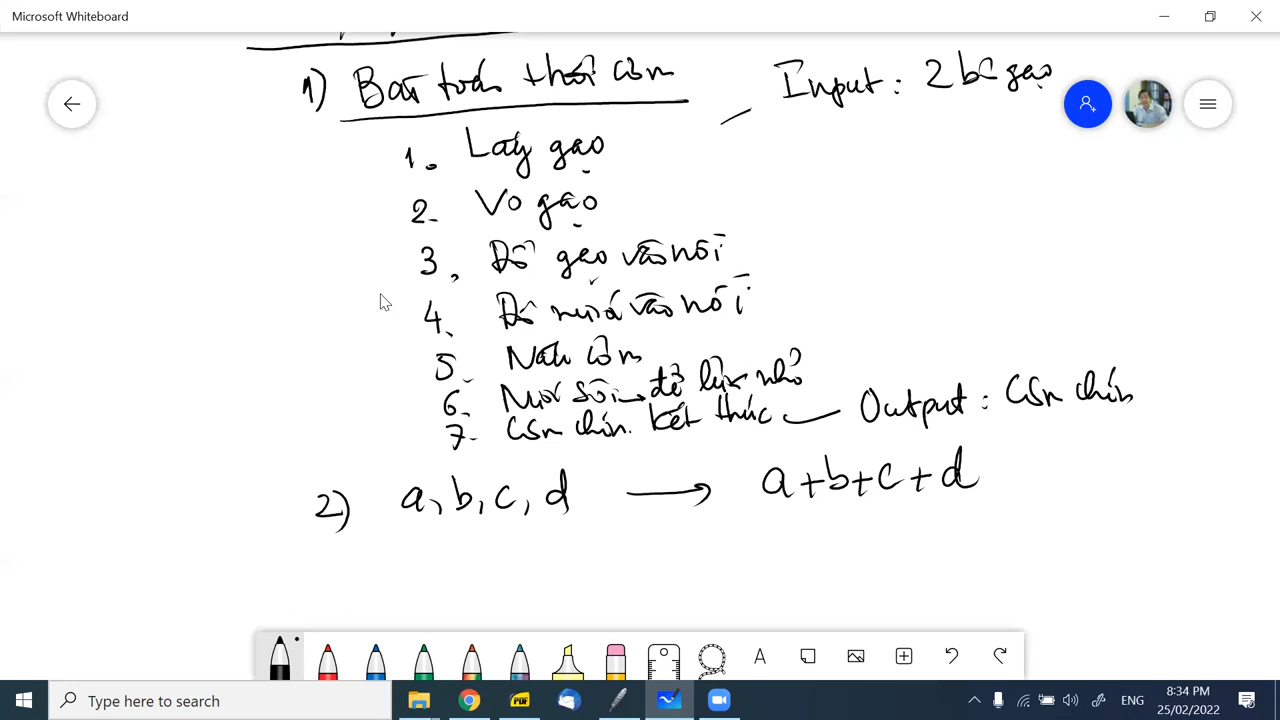 Microsoft Whiteboard
1) Bài toán thổi cơm
Input: 2 bò gạo
1. Lấy gạo
2. Vo gạo
3. Đổ gạo vào nồi
4. Đổ nước vào nồi
5. Nấu cơm
6. Nước sôi → để lửa nhỏ
7. Cơm chín. Kết thúc
Output: Cơm chín
2) a, b, c, d → a+b+c+d
A
Type here to search
PDF
ENG
8:34 PM
25/02/2022